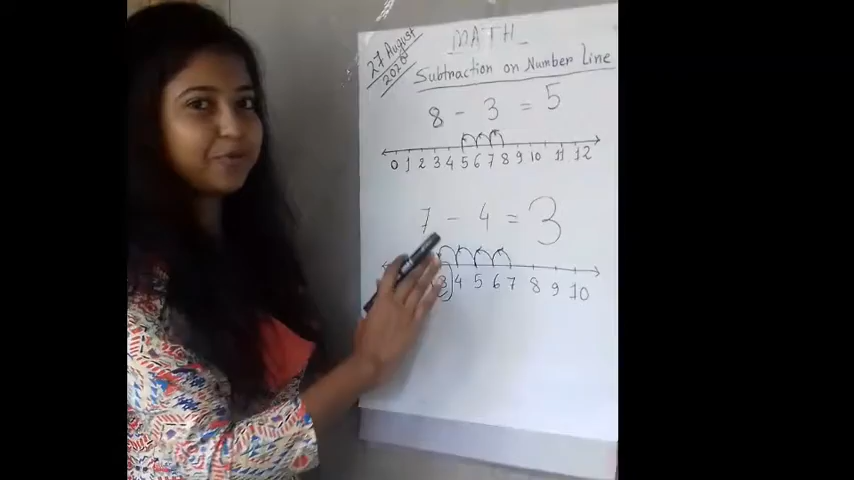 27 August
2020
MATH
Subtraction on Number Line
8 - 3 = 5
0 1 2 3 4 5 6 7 8 9 10 11 12
7 - 4 = 3
3 4 5 6 7 8 9 10